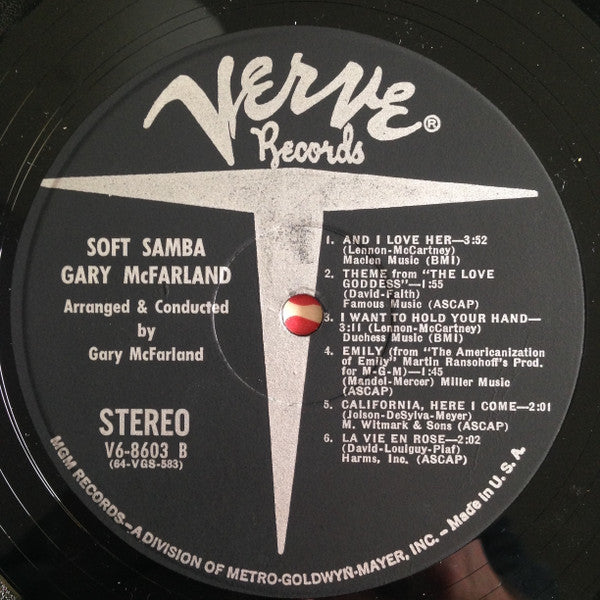 VERVE®
Records
SOFT SAMBA
GARY McFARLAND
Arranged & Conducted
by
Gary McFarland
STEREO
V6-8603 B
(64-VGS-583)
1. AND I LOVE HER—3:52
(Lennon-McCartney)
Maclen Music (BMI)
2. THEME from "THE LOVE
GODDESS"—1:55
(David-Faith)
Famous Music (ASCAP)
3. I WANT TO HOLD YOUR HAND—
3:11 (Lennon-McCartney)
Duchess Music (BMI)
4. EMILY (from "The Americanization
of Emily" Martin Ransohoff's Prod.
for M-G-M)—1:45
(Mandel-Mercer) Miller Music
(ASCAP)
5. CALIFORNIA, HERE I COME—2:01
(Jolson-DeSylva-Meyer)
M. Witmark & Sons (ASCAP)
6. LA VIE EN ROSE—2:02
(David-Louiguy-Piaf)
Harms, Inc. (ASCAP)
MGM RECORDS—A DIVISION OF METRO-GOLDWYN-MAYER, INC.—Made in U.S.A.